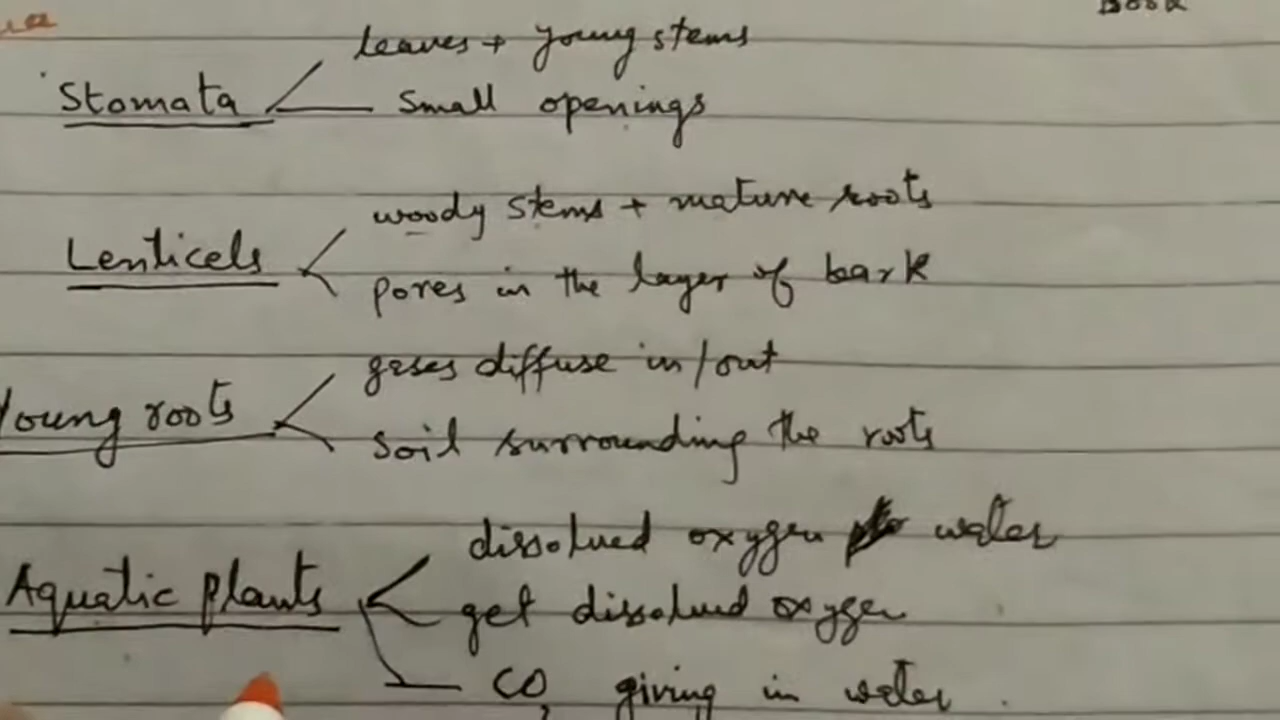 Book
leaves + young stems
Stomata
small openings
woody stems + mature roots
Lenticels
pores in the layer of bark
gases diffuse in/out
Young roots
soil surrounding the roots
dissolved oxygen water
Aquatic plants
get dissolved oxygen
CO2 giving in water.